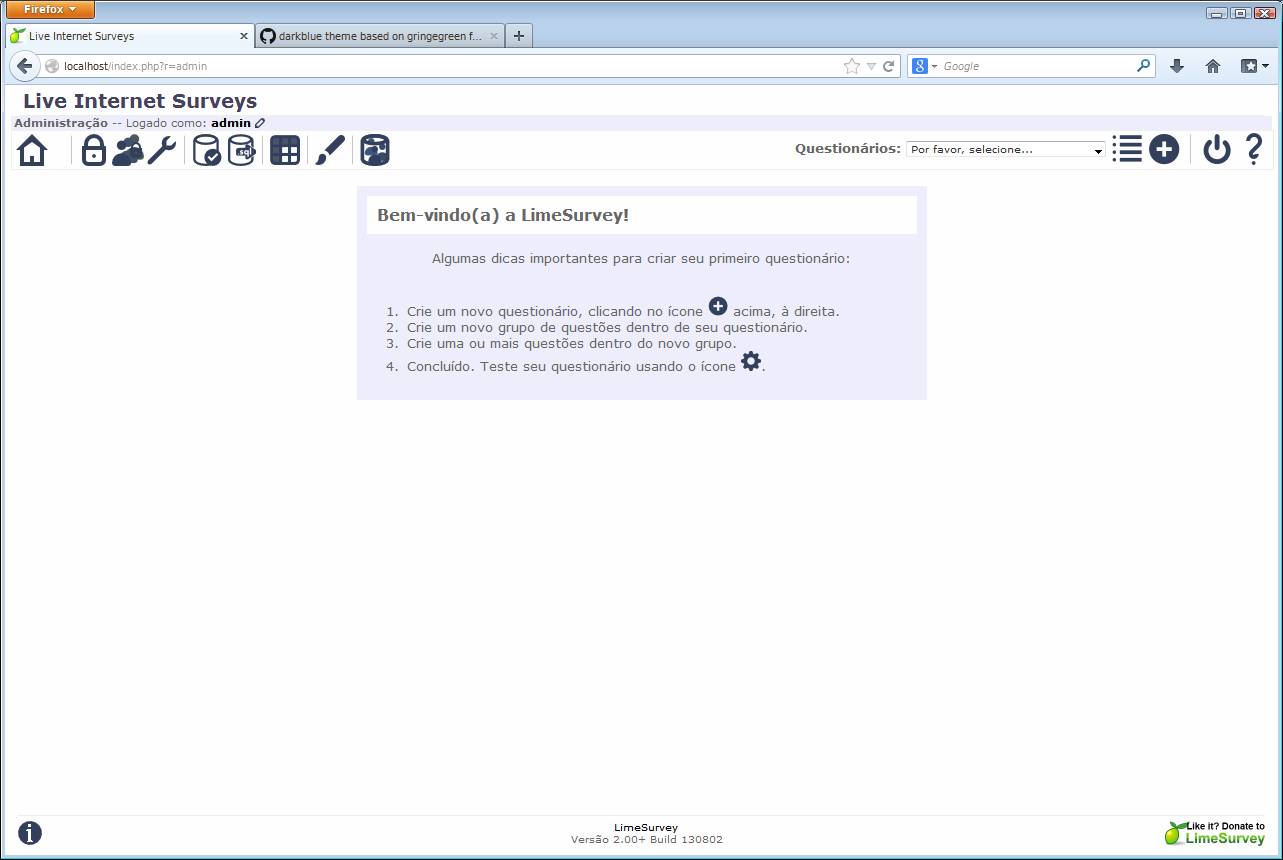 Firefox
Live Internet Surveys
darkblue theme based on gringegreen f...
localhost/index.php?r=admin
Google
Live Internet Surveys
Administração -- Logado como: admin
sql
Questionários: Por favor, selecione...
Bem-vindo(a) a LimeSurvey!
Algumas dicas importantes para criar seu primeiro questionário:
1. Crie um novo questionário, clicando no ícone acima, à direita.
2. Crie um novo grupo de questões dentro de seu questionário.
3. Crie uma ou mais questões dentro do novo grupo.
4. Concluído. Teste seu questionário usando o ícone .
LimeSurvey
Versão 2.00+ Build 130802
Like it? Donate to
LimeSurvey